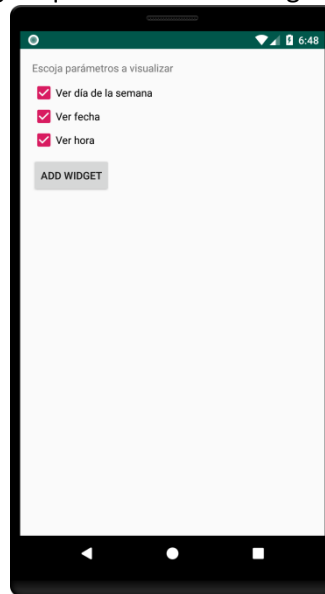 6:48
Escoja parámetros a visualizar
Ver día de la semana
Ver fecha
Ver hora
ADD WIDGET